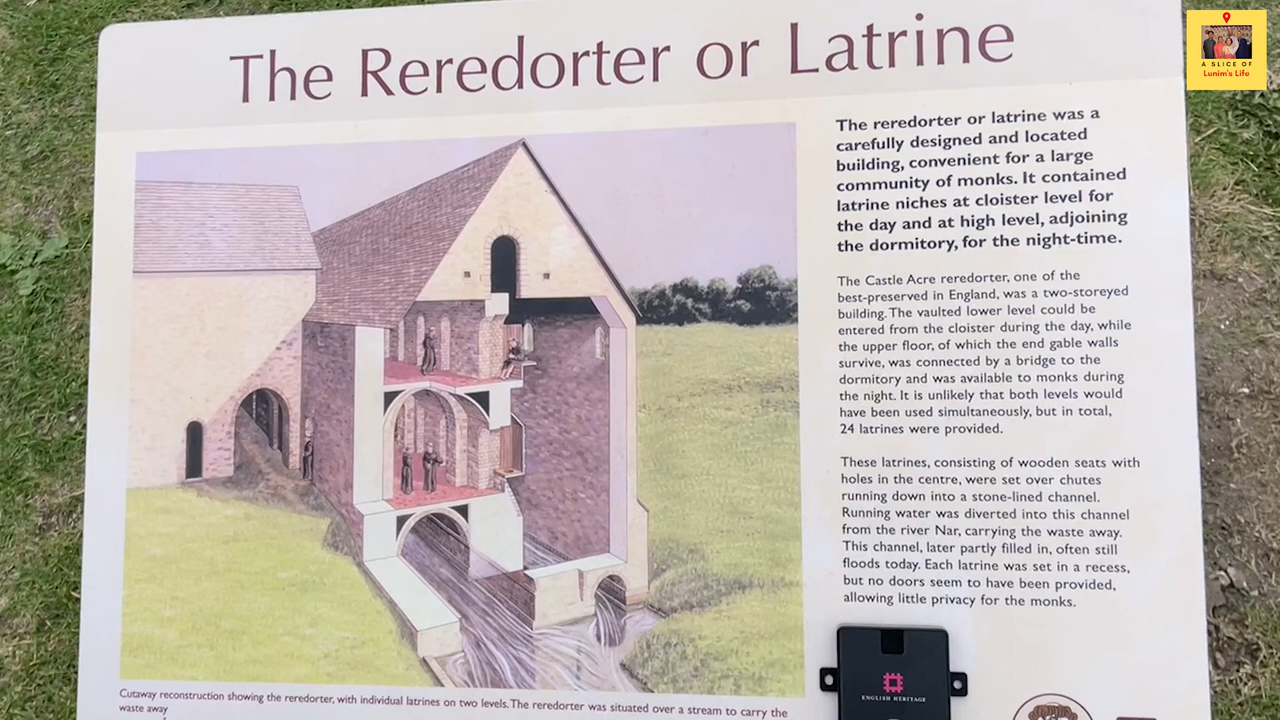 The Reredorter or Latrine
A SLICE OF
Lunim's Life
The reredorter or latrine was a
carefully designed and located
building, convenient for a large
community of monks. It contained
latrine niches at cloister level for
the day and at high level, adjoining
the dormitory, for the night-time.
The Castle Acre reredorter, one of the
best-preserved in England, was a two-storeyed
building. The vaulted lower level could be
entered from the cloister during the day, while
the upper floor, of which the end gable walls
survive, was connected by a bridge to the
dormitory and was available to monks during
the night. It is unlikely that both levels would
have been used simultaneously, but in total,
24 latrines were provided.
These latrines, consisting of wooden seats with
holes in the centre, were set over chutes
running down into a stone-lined channel.
Running water was diverted into this channel
from the river Nar, carrying the waste away.
This channel, later partly filled in, often still
floods today. Each latrine was set in a recess,
but no doors seem to have been provided,
allowing little privacy for the monks.
ENGLISH HERITAGE
Cutaway reconstruction showing the reredorter, with individual latrines on two levels. The reredorter was situated over a stream to carry the
waste away